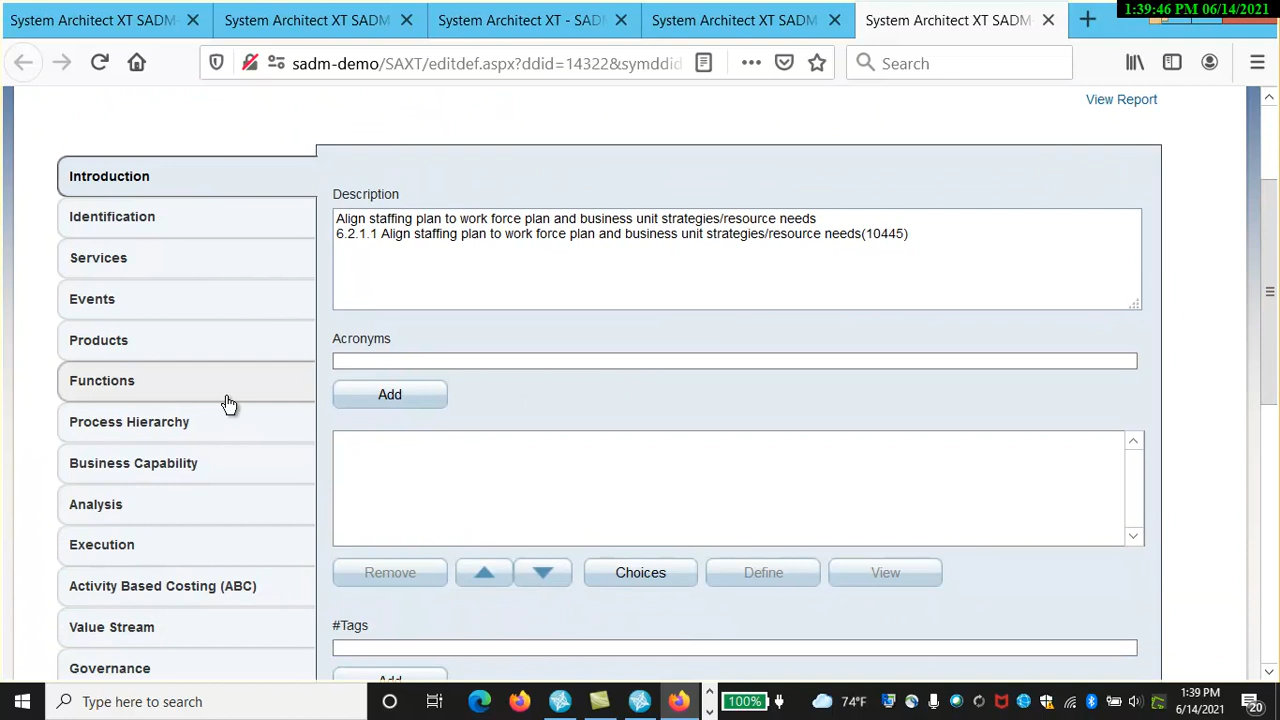 1:39:46 PM 06/14/2021
System Architect XT SADM-
System Architect XT SADM
System Architect XT - SAD
System Architect XT SADM
System Architect XT SADM-
sadm-demo/SAXT/editdef.aspx?ddid=14322&symddid
Search
View Report
Introduction
Identification
Services
Events
Products
Functions
Process Hierarchy
Business Capability
Analysis
Execution
Activity Based Costing (ABC)
Value Stream
Governance
Description
Align staffing plan to work force plan and business unit strategies/resource needs
6.2.1.1 Align staffing plan to work force plan and business unit strategies/resource needs(10445)
Acronyms
Add
Remove
Choices
Define
View
#Tags
Add
Type here to search
100%
74°F
1:39 PM
6/14/2021
20